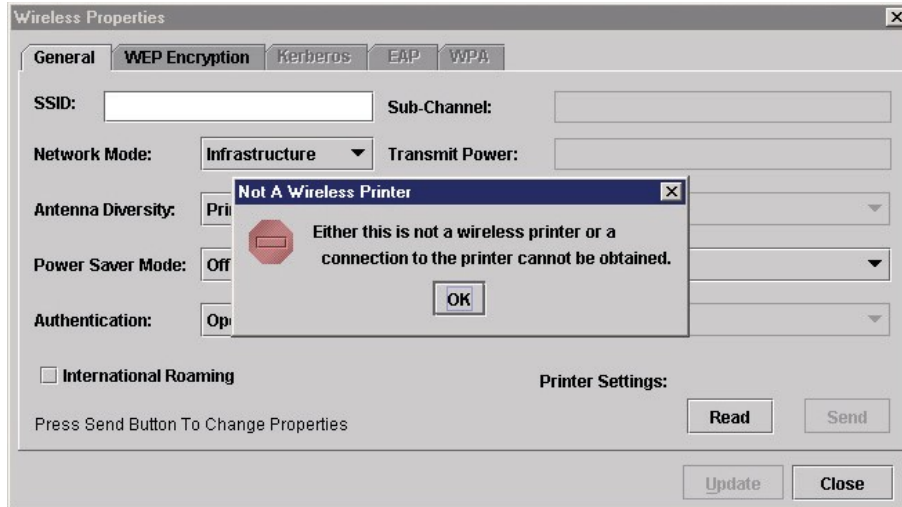 Wireless Properties
General WEP Encryption Kerberos EAP WPA
SSID: Sub-Channel:
Network Mode: Infrastructure Transmit Power:
Not A Wireless Printer
Antenna Diversity:
Either this is not a wireless printer or a
connection to the printer cannot be obtained.
Power Saver Mode: Off
OK
Authentication:
International Roaming
Printer Settings:
Press Send Button To Change Properties
Read Send
Update Close